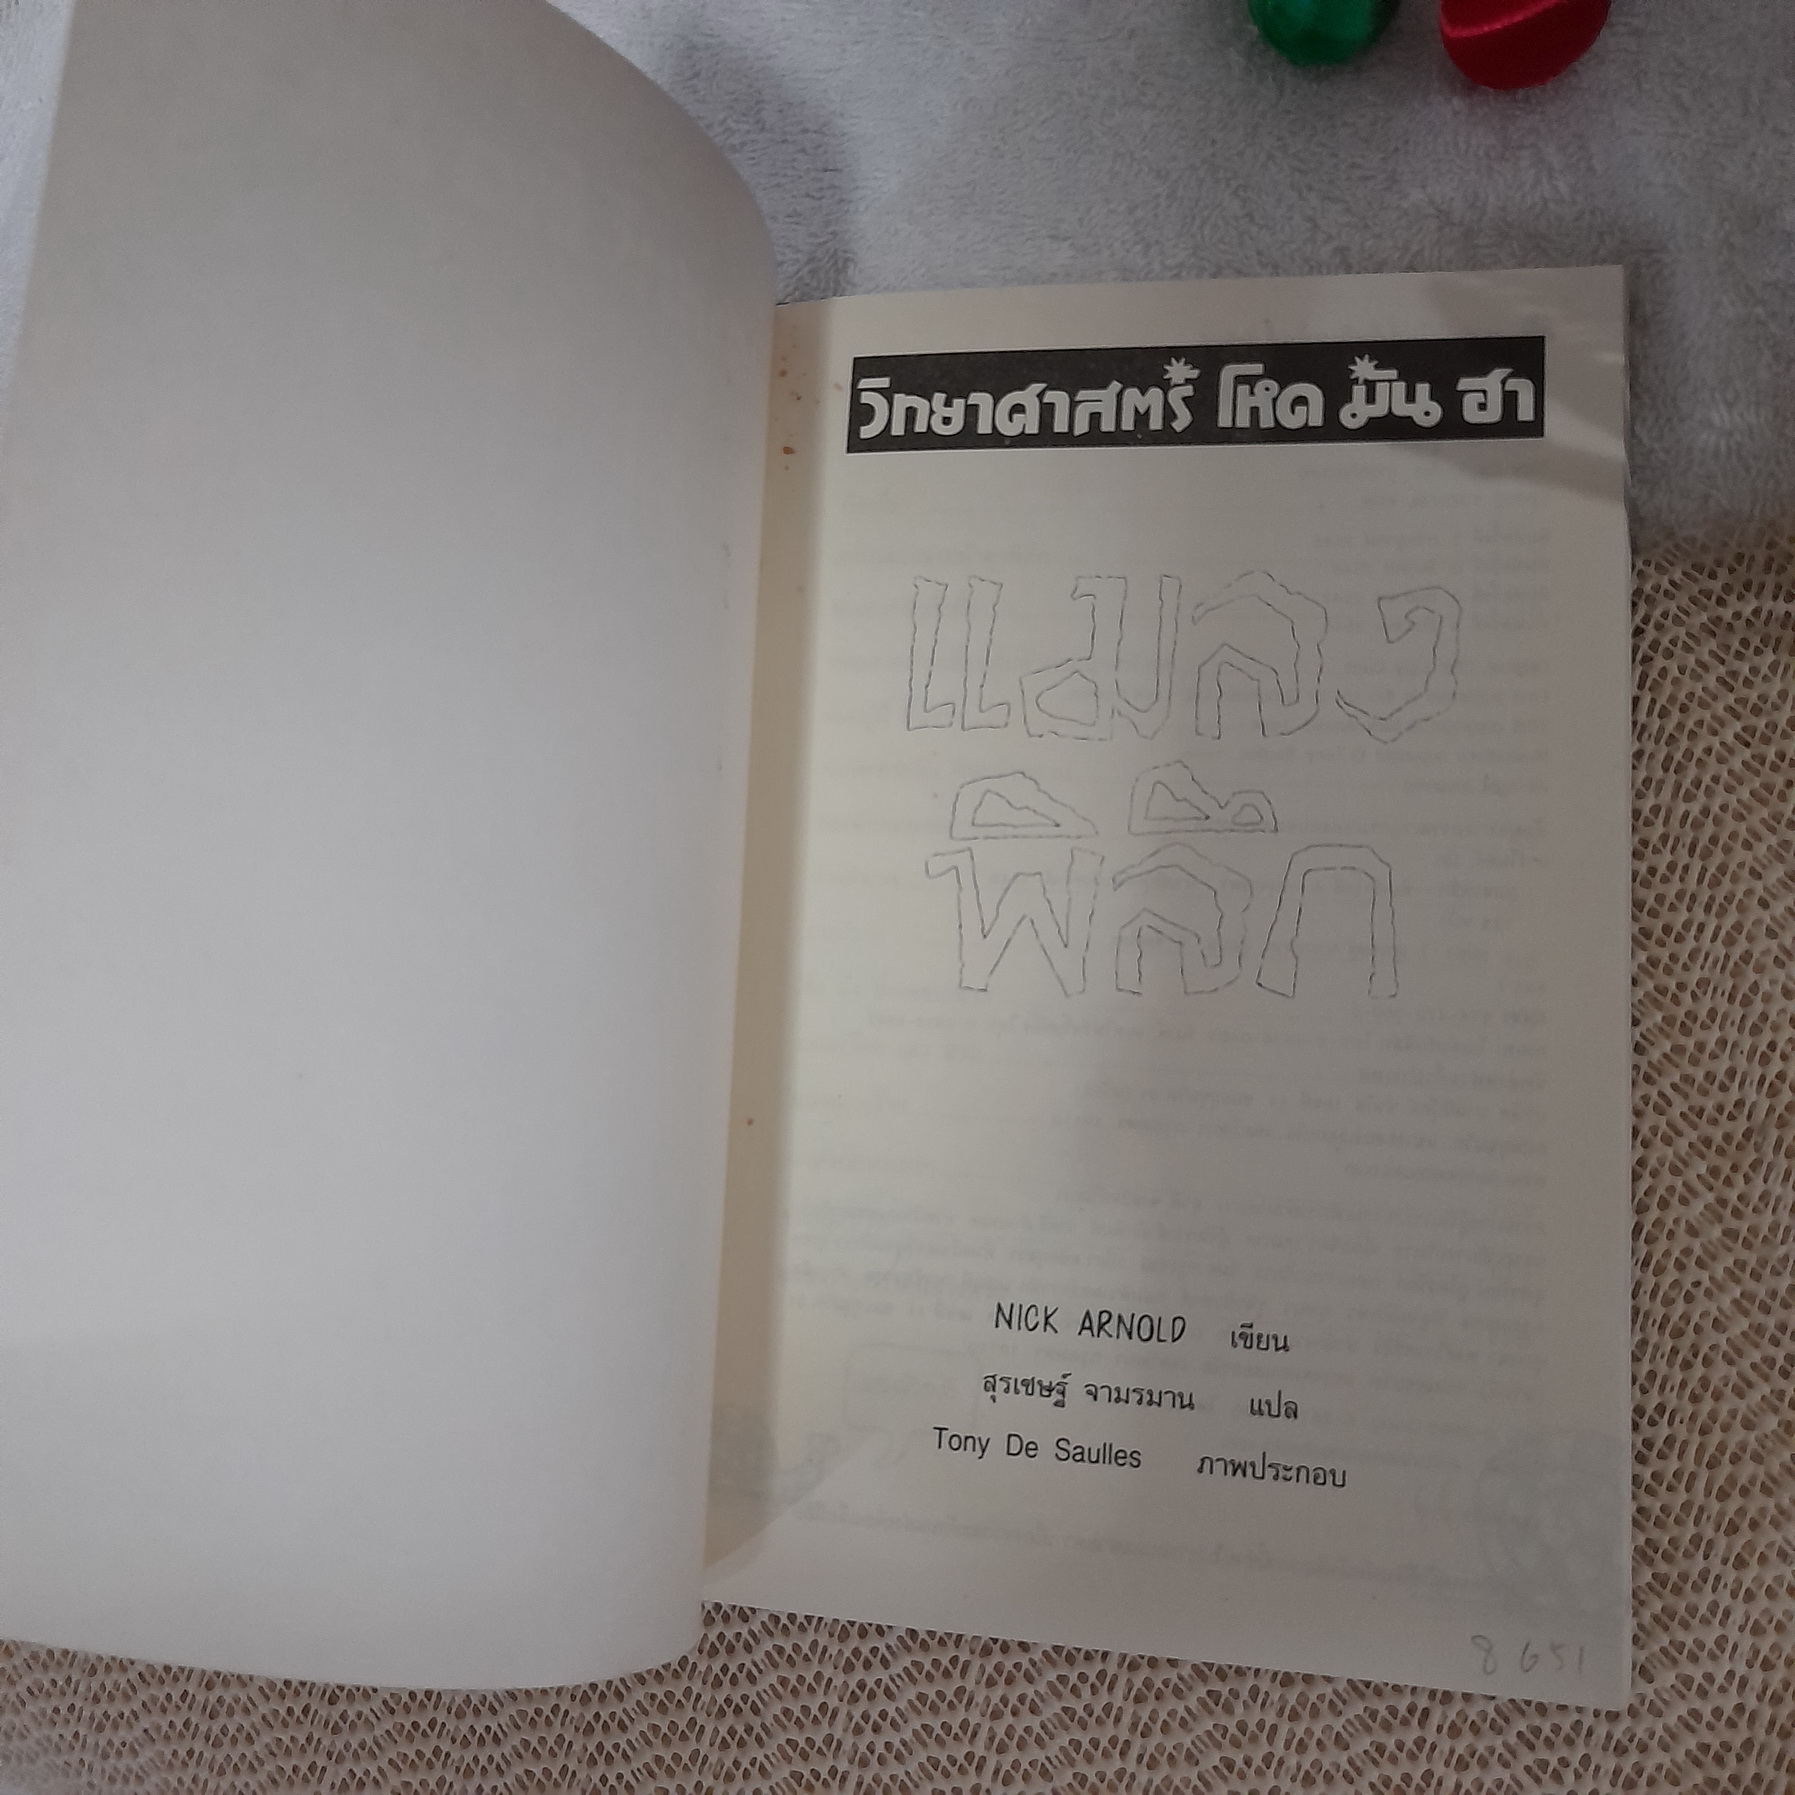 วิทยาศาสตร์ โหด มัน ฮา
แมลง
พิลึก
NICK ARNOLD เขียน
สุรเชษฐ์ จามรมาน แปล
Tony De Saulles ภาพประกอบ
8651